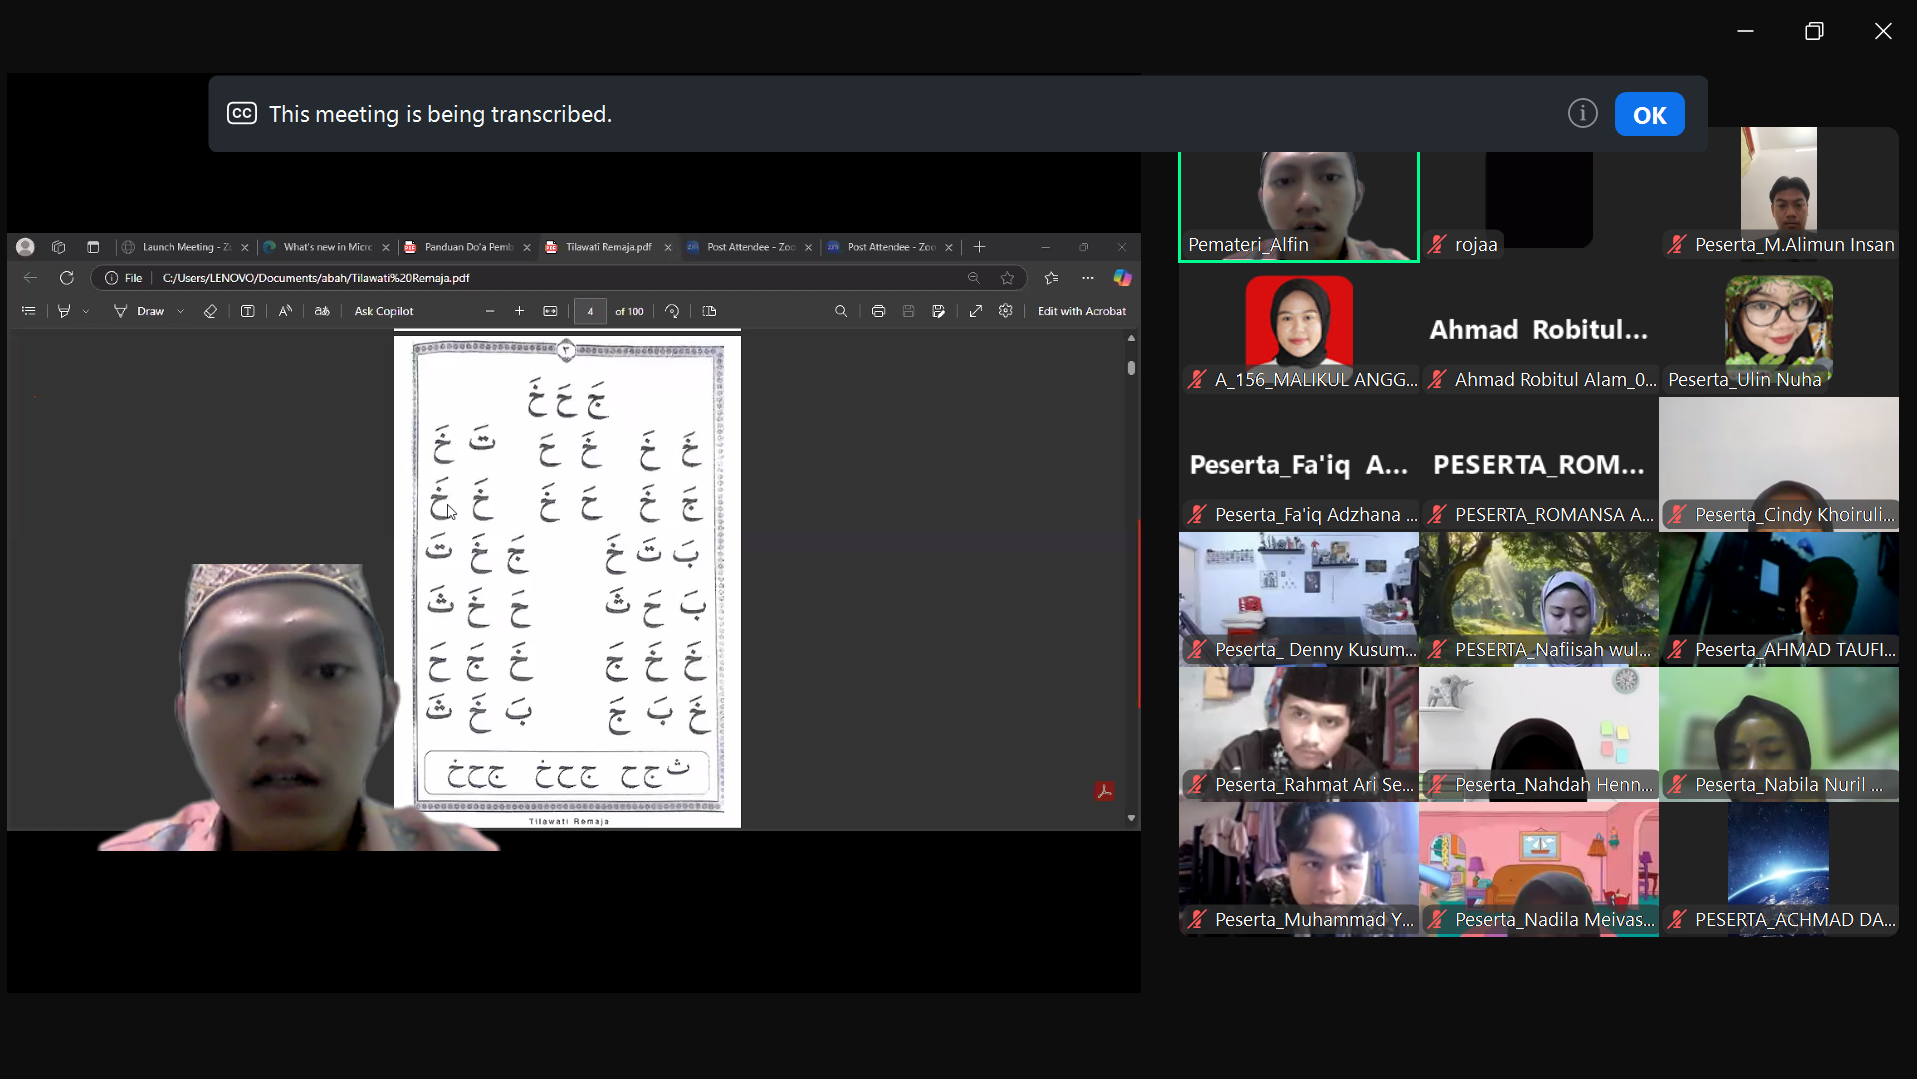 This meeting is being transcribed.
OK
Launch Meeting - Z
What's new in Micro
Panduan Do'a Pemb
Tilawati Remaja.pdf
Post Attendee - Zoo
Post Attendee - Zoo
File
C:/Users/LENOVO/Documents/abah/Tilawati%20Remaja.pdf
Draw
Ask Copilot
4
of 100
Edit with Acrobat
٣
جَ حَ خَ
خَ خَ خَ حَ تَ خَ
جَ خَ حَ خَ خَ خَ
بَ تَ خَ جَ خَ تَ
بَ حَ ثَ حَ خَ ثَ
خَ خَ جَ خَ جَ حَ
خَ بَ جَ بَ خَ ثَ
ث ج ح ج ح خ ج ح خ
Tilawati Remaja
Pemateri_Alfin
rojaa
Peserta_M.Alimun Insan
A_156_MALIKUL ANGG...
Ahmad Robitul...
Ahmad Robitul Alam_0...
Peserta_Ulin Nuha
Peserta_Fa'iq A...
Peserta_Fa'iq Adzhana ...
PESERTA_ROM...
PESERTA_ROMANSA A...
Peserta_Cindy Khoiruli...
Peserta_ Denny Kusum...
PESERTA_Nafiisah wul...
Peserta_AHMAD TAUFI...
Peserta_Rahmat Ari Se...
Peserta_Nahdah Henn...
Peserta_Nabila Nuril ...
Peserta_Muhammad Y...
Peserta_Nadila Meivas...
PESERTA_ACHMAD DA...